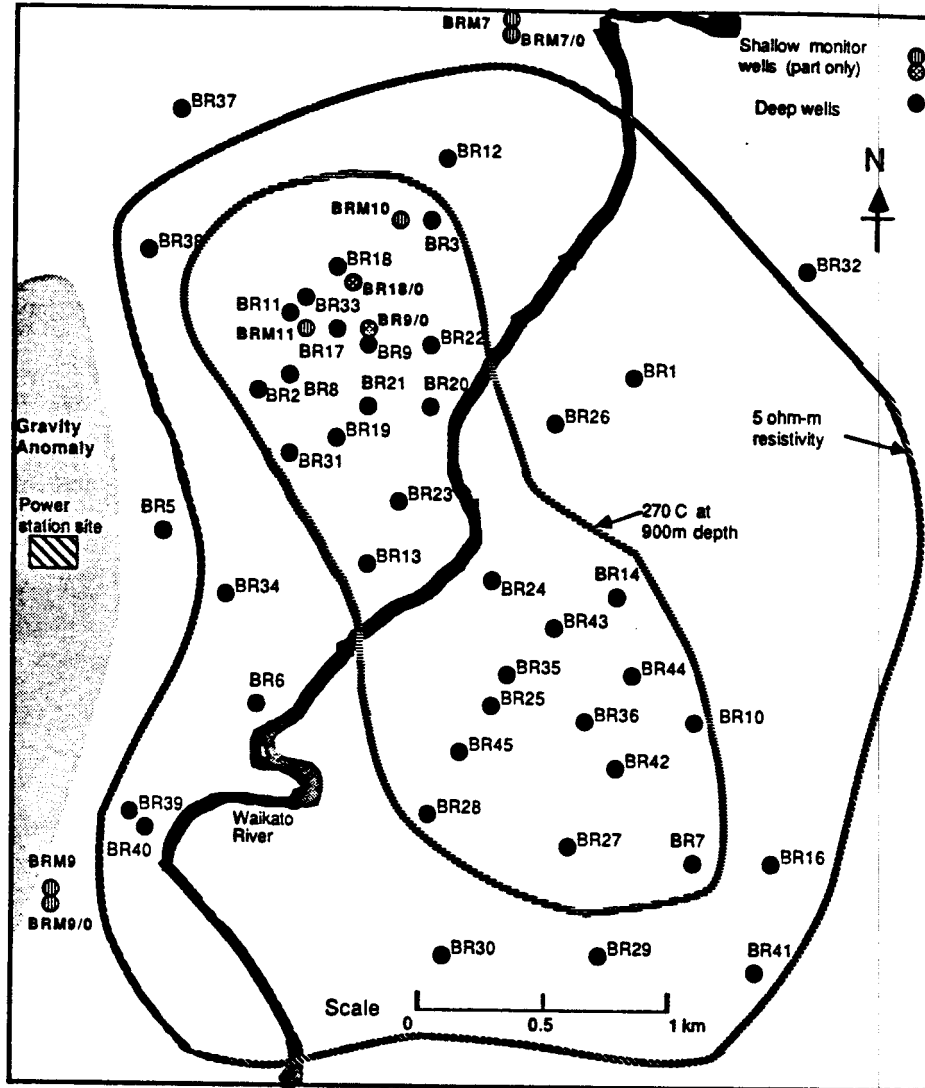 BRM7
BRM7/0
Shallow monitor
wells (part only)
Deep wells
BR37
BR12
N
BRM10
BR3
BR38
BR18
BR18/0
BR32
BR11
BR33
BR9/0
BRM11
BR17
BR9
BR22
BR1
BR2
BR8
BR21
BR20
BR26
Gravity
Anomaly
BR19
5 ohm-m
resistivity
BR31
Power
station site
BR5
BR23
270 C at
900m depth
BR13
BR14
BR24
BR34
BR43
BR35
BR44
BR6
BR25
BR36
BR10
BR45
BR42
BR39
BR28
Waikato
River
BR40
BR27
BR7
BR16
BRM9
BRM9/0
BR30
BR29
BR41
Scale
0
0.5
1 km